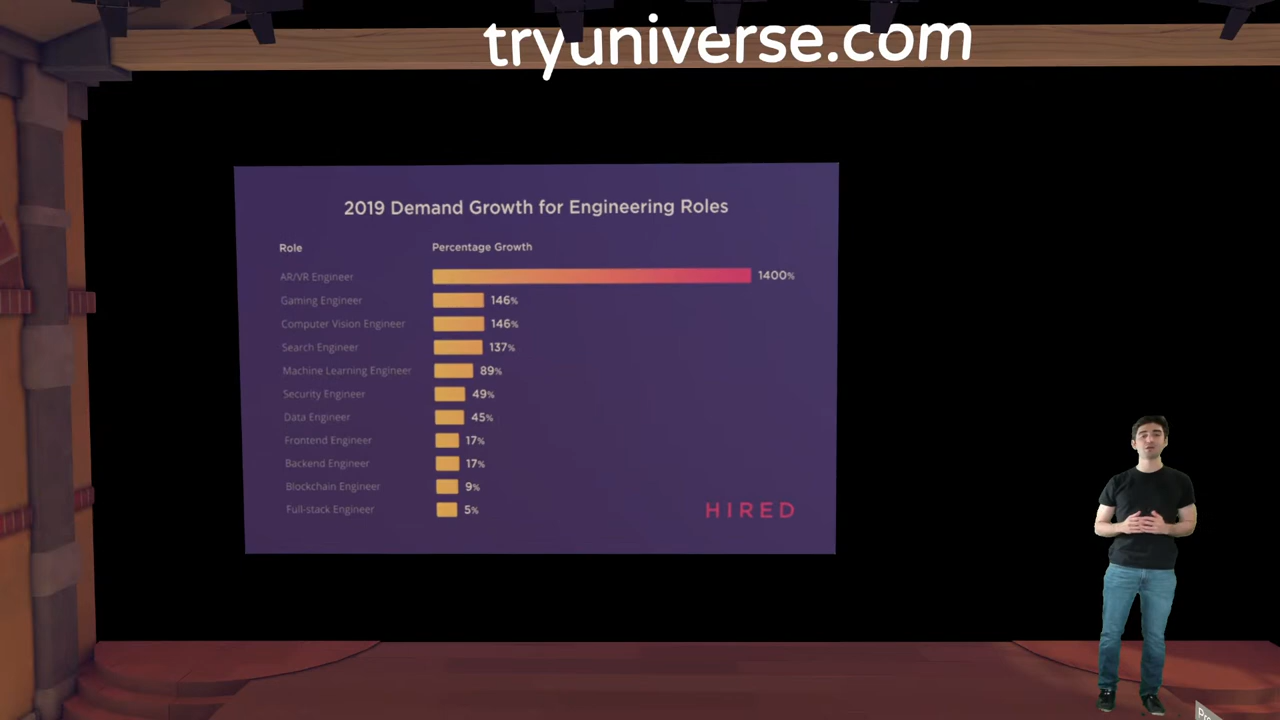 tryuniverse.com
2019 Demand Growth for Engineering Roles
Role Percentage Growth
AR/VR Engineer 1400%
Gaming Engineer 146%
Computer Vision Engineer 146%
Search Engineer 137%
Machine Learning Engineer 89%
Security Engineer 49%
Data Engineer 45%
Frontend Engineer 17%
Backend Engineer 17%
Blockchain Engineer 9%
Full-stack Engineer 5%
HIRED